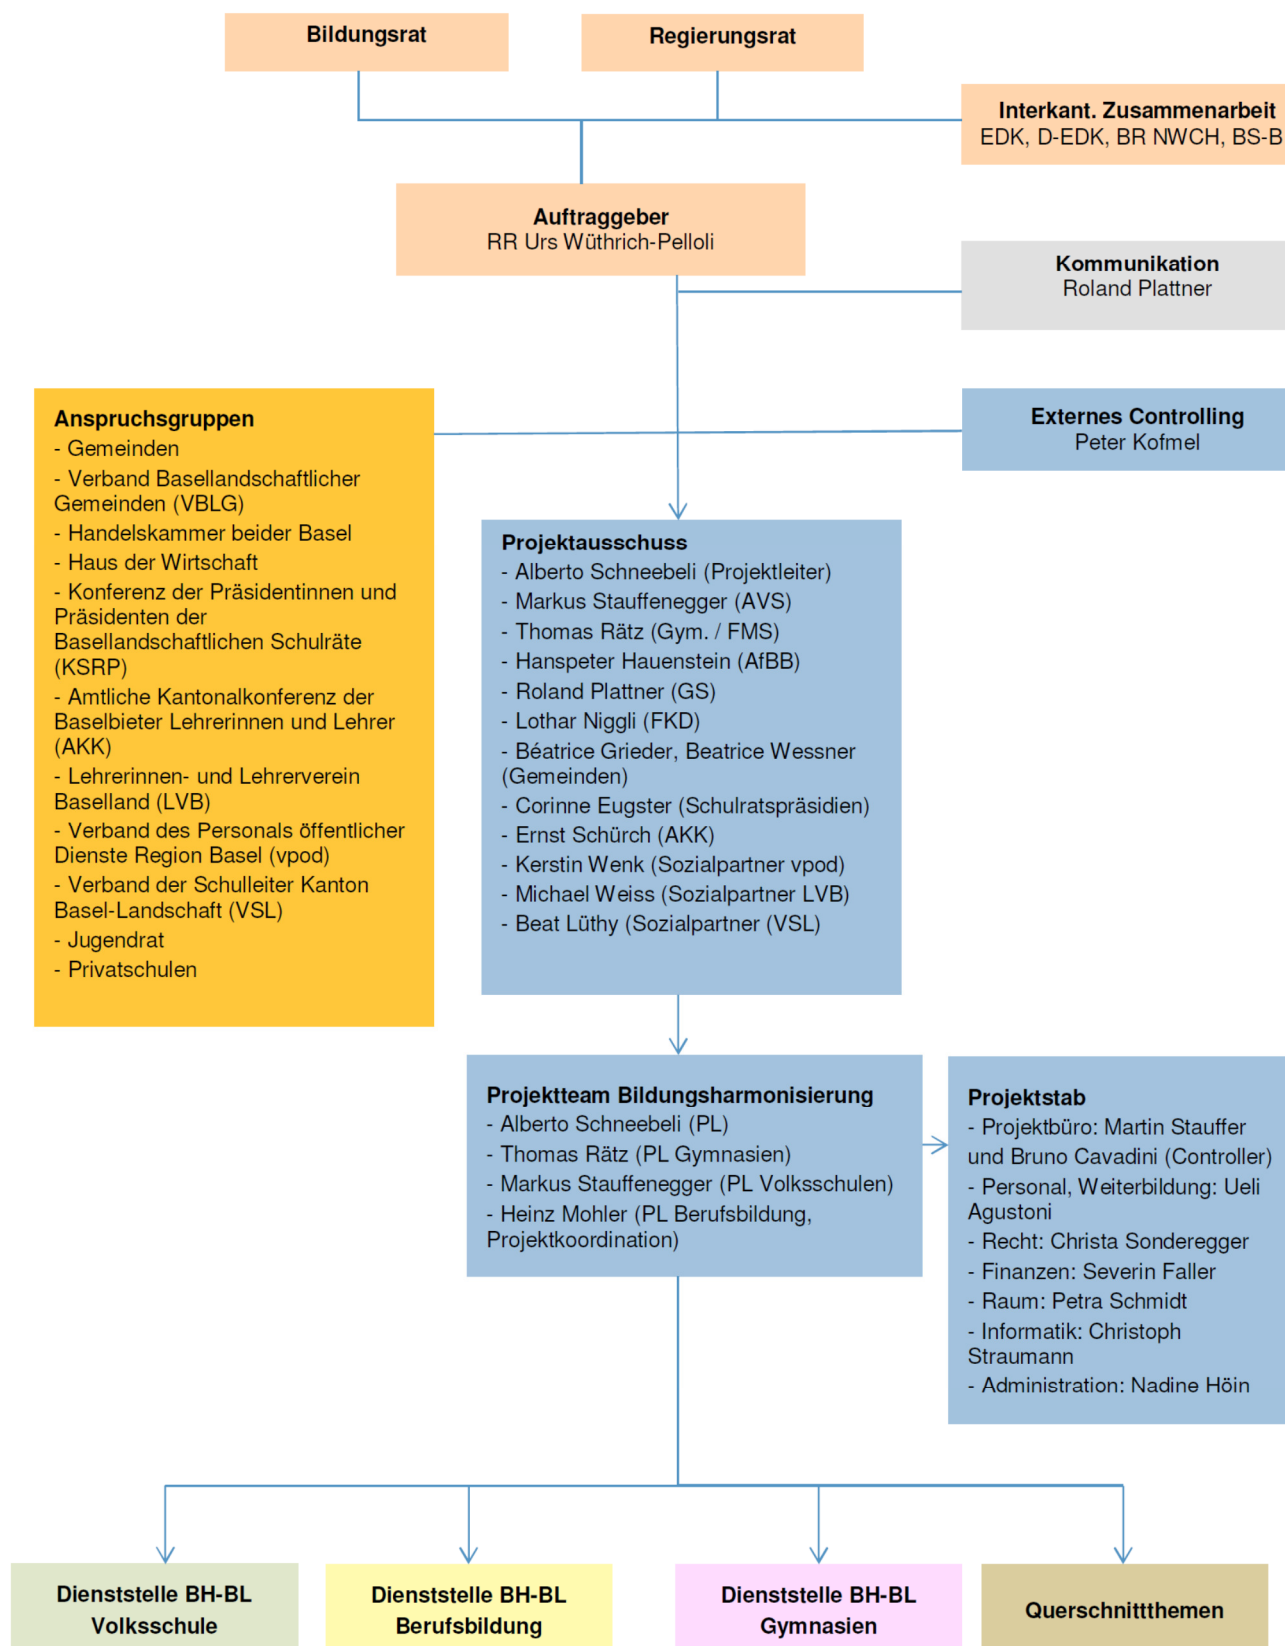 Bildungsrat
Regierungsrat
Interkant. Zusammenarbeit
EDK, D-EDK, BR NWCH, BS-B
Auftraggeber
RR Urs Wüthrich-Pelloli
Kommunikation
Roland Plattner
Externes Controlling
Peter Kofmel
Anspruchsgruppen
- Gemeinden
- Verband Basellandschaftlicher
Gemeinden (VBLG)
- Handelskammer beider Basel
- Haus der Wirtschaft
- Konferenz der Präsidentinnen und
Präsidenten der
Basellandschaftlichen Schulräte
(KSRP)
- Amtliche Kantonalkonferenz der
Baselbieter Lehrerinnen und Lehrer
(AKK)
- Lehrerinnen- und Lehrerverein
Baselland (LVB)
- Verband des Personals öffentlicher
Dienste Region Basel (vpod)
- Verband der Schulleiter Kanton
Basel-Landschaft (VSL)
- Jugendrat
- Privatschulen
Projektausschuss
- Alberto Schneebeli (Projektleiter)
- Markus Stauffenegger (AVS)
- Thomas Rätz (Gym. / FMS)
- Hanspeter Hauenstein (AfBB)
- Roland Plattner (GS)
- Lothar Niggli (FKD)
- Béatrice Grieder, Beatrice Wessner
(Gemeinden)
- Corinne Eugster (Schulratspräsidien)
- Ernst Schürch (AKK)
- Kerstin Wenk (Sozialpartner vpod)
- Michael Weiss (Sozialpartner LVB)
- Beat Lüthy (Sozialpartner (VSL)
Projektteam Bildungsharmonisierung
- Alberto Schneebeli (PL)
- Thomas Rätz (PL Gymnasien)
- Markus Stauffenegger (PL Volksschulen)
- Heinz Mohler (PL Berufsbildung,
Projektkoordination)
Projektstab
- Projektbüro: Martin Stauffer
und Bruno Cavadini (Controller)
- Personal, Weiterbildung: Ueli
Agustoni
- Recht: Christa Sonderegger
- Finanzen: Severin Faller
- Raum: Petra Schmidt
- Informatik: Christoph
Straumann
- Administration: Nadine Höin
Dienststelle BH-BL
Volksschule
Dienststelle BH-BL
Berufsbildung
Dienststelle BH-BL
Gymnasien
Querschnittthemen